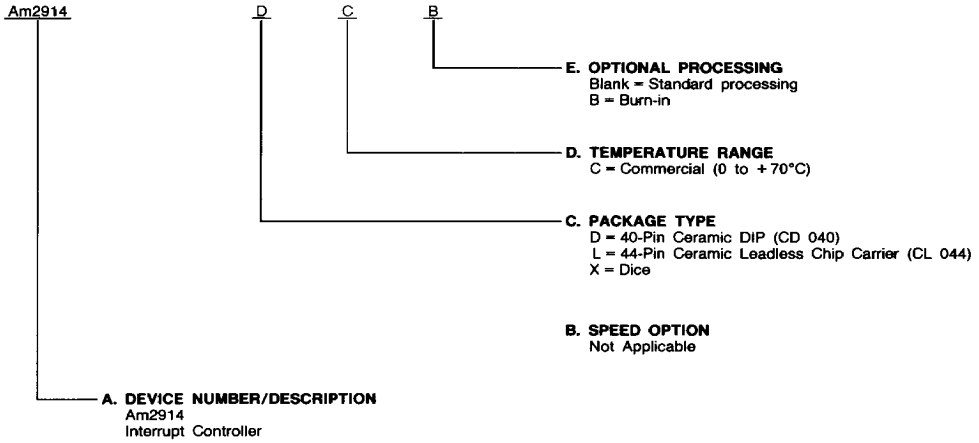 Am2914 D C B
E. OPTIONAL PROCESSING
Blank = Standard processing
B = Burn-in
D. TEMPERATURE RANGE
C = Commercial (0 to +70°C)
C. PACKAGE TYPE
D = 40-Pin Ceramic DIP (CD 040)
L = 44-Pin Ceramic Leadless Chip Carrier (CL 044)
X = Dice
B. SPEED OPTION
Not Applicable
A. DEVICE NUMBER/DESCRIPTION
Am2914
Interrupt Controller